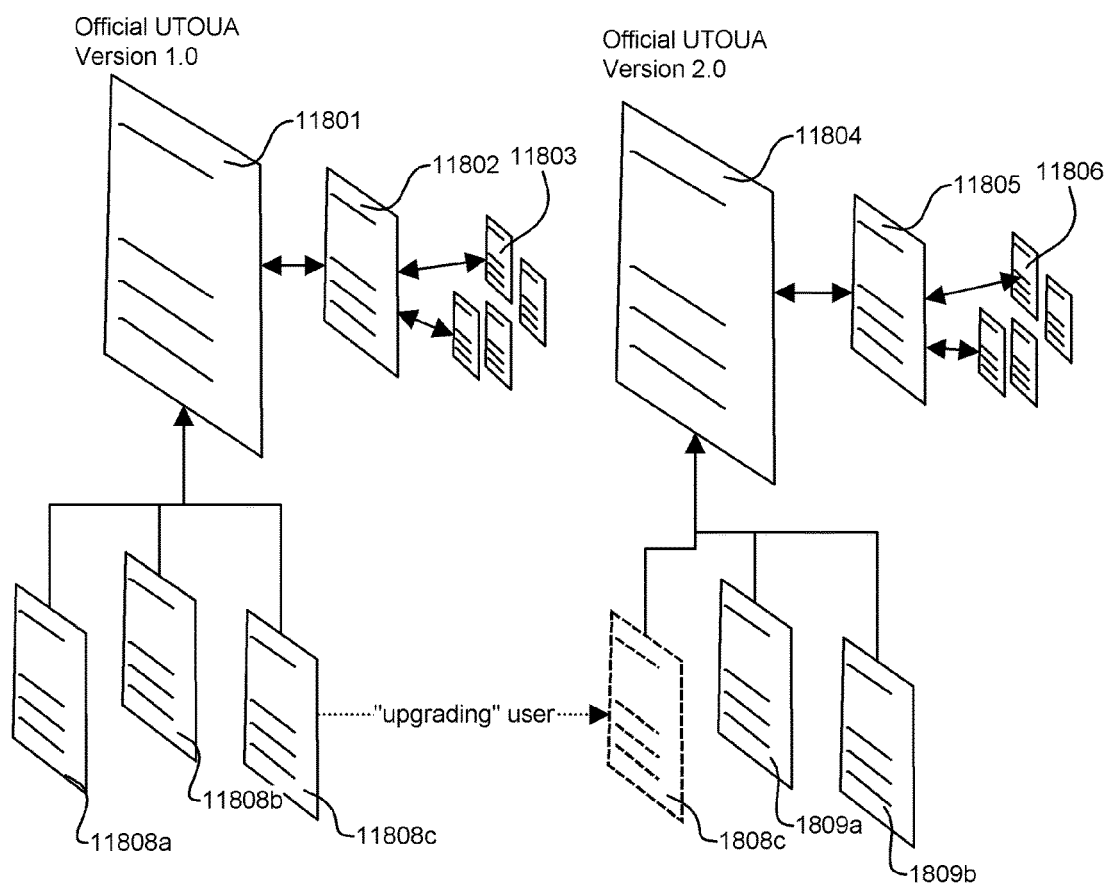 Official UTOUA
Version 1.0
Official UTOUA
Version 2.0
11801
11802
11803
11804
11805
11806
"upgrading" user
11808a
11808b
11808c
1808c
1809a
1809b